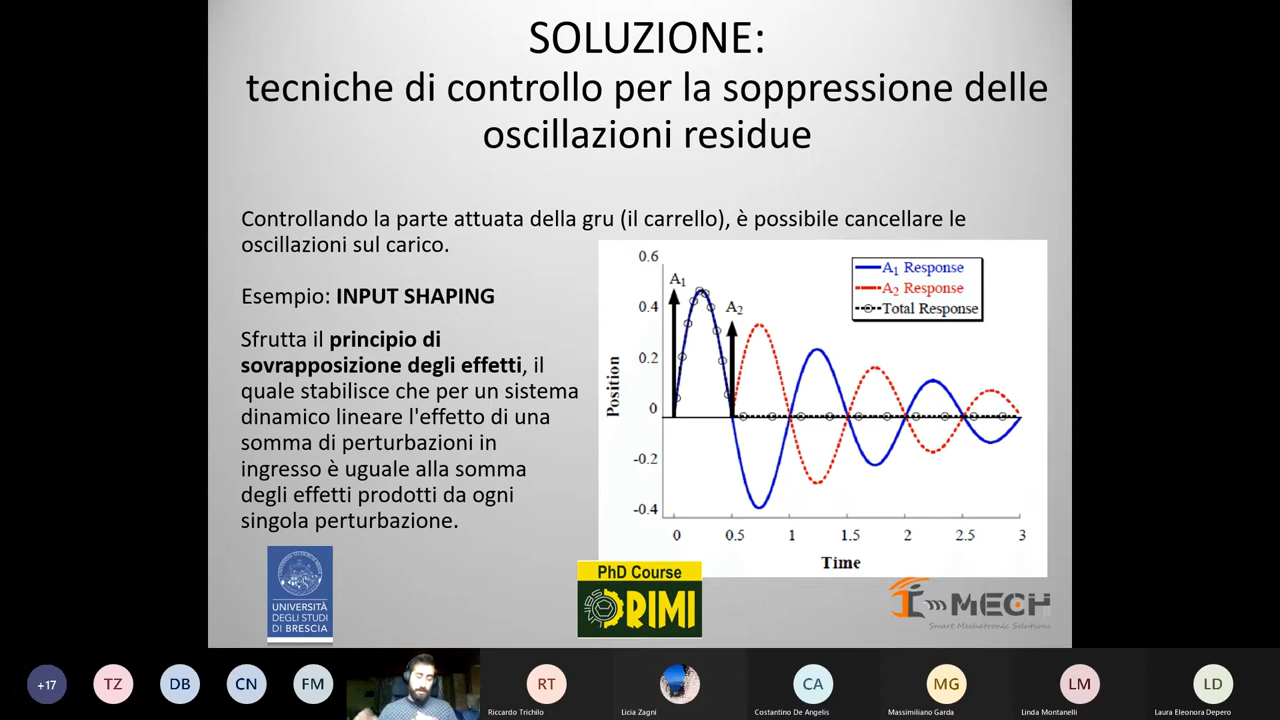 SOLUZIONE:
tecniche di controllo per la soppressione delle
oscillazioni residue
Controllando la parte attuata della gru (il carrello), è possibile cancellare le
oscillazioni sul carico.
Esempio: INPUT SHAPING
Sfrutta il principio di
sovrapposizione degli effetti, il
quale stabilisce che per un sistema
dinamico lineare l'effetto di una
somma di perturbazioni in
ingresso è uguale alla somma
degli effetti prodotti da ogni
singola perturbazione.
0.6
0.4
0.2
0
-0.2
-0.4
Position
A1
A2
A1 Response
A2 Response
Total Response
0 0.5 1 1.5 2 2.5 3
Time
UNIVERSITÀ
DEGLI STUDI
DI BRESCIA
PhD Course
DRIMI
MECH
Smart Mechatronic Solutions
+17
TZ
DB
CN
FM
RT
Riccardo Trichilo
Licia Zagni
CA
Costantino De Angelis
MG
Massimiliano Garda
LM
Linda Montanelli
LD
Laura Eleonora Depero